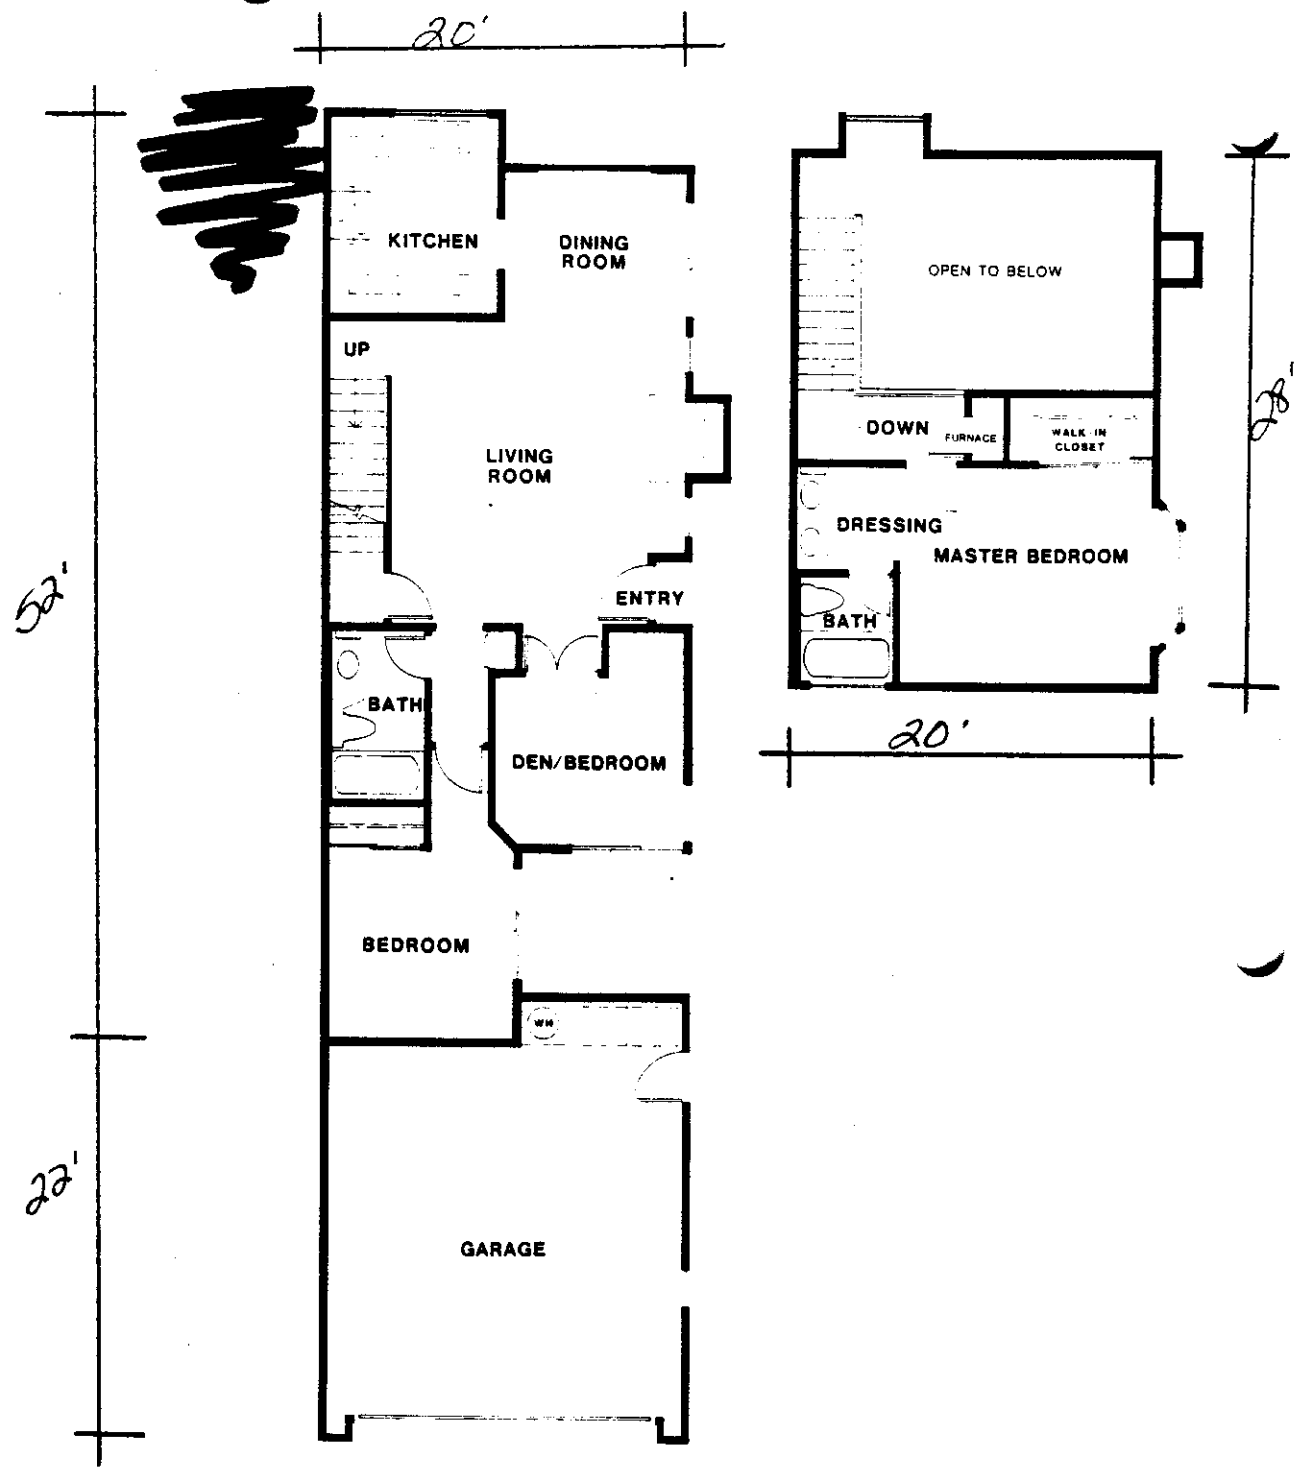 20'
KITCHEN
DINING
ROOM
UP
LIVING
ROOM
ENTRY
BATH
DEN/BEDROOM
BEDROOM
WH
GARAGE
52'
22'
OPEN TO BELOW
DOWN
FURNACE
WALK-IN
CLOSET
DRESSING
MASTER BEDROOM
BATH
28'
20'